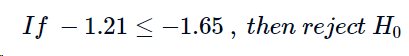 If − 1.21 ≤ −1.65 , then reject H₀